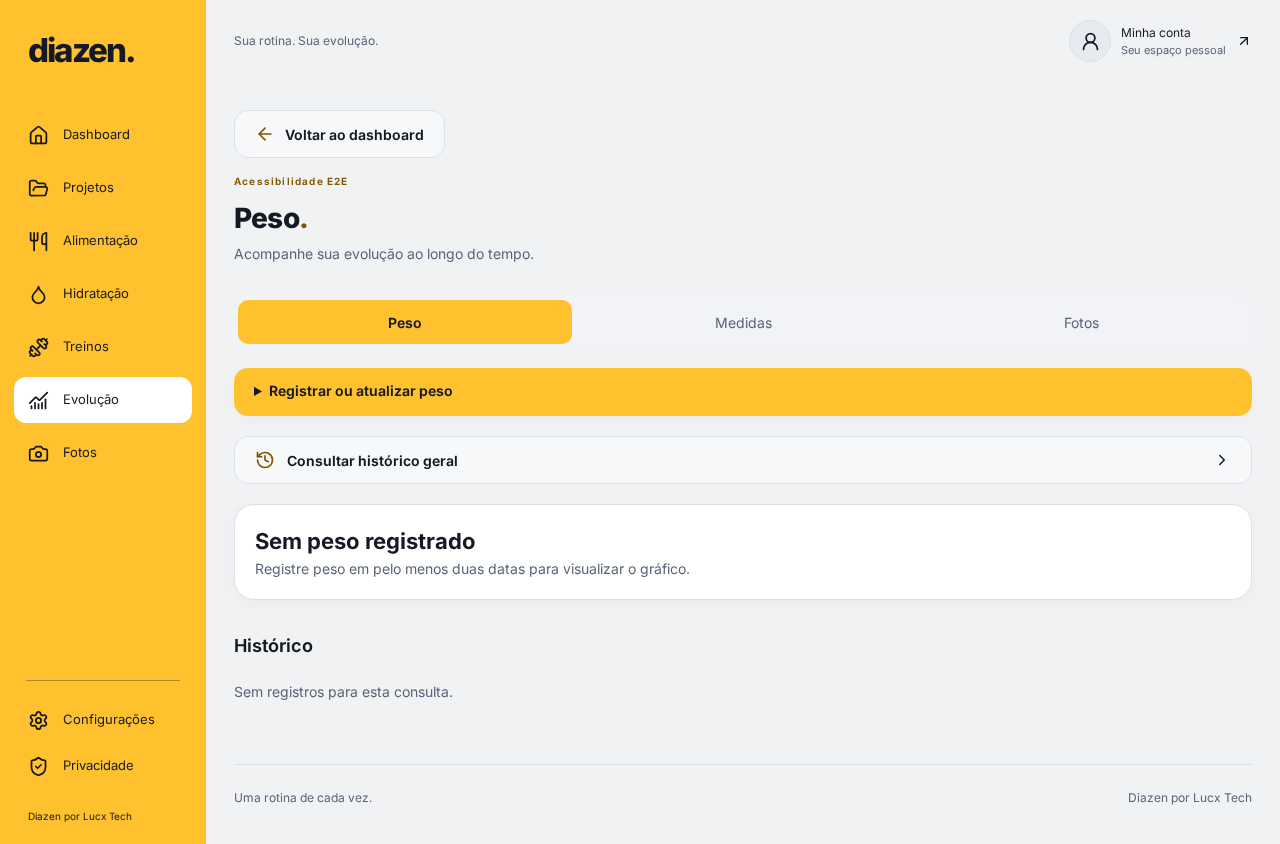 diazen.
Dashboard
Projetos
Alimentação
Hidratação
Treinos
Evolução
Fotos
Configurações
Privacidade
Diazen por Lucx Tech
Sua rotina. Sua evolução.
Minha conta
Seu espaço pessoal
Voltar ao dashboard
Acessibilidade E2E
Peso.
Acompanhe sua evolução ao longo do tempo.
Peso
Medidas
Fotos
Registrar ou atualizar peso
Consultar histórico geral
Sem peso registrado
Registre peso em pelo menos duas datas para visualizar o gráfico.
Histórico
Sem registros para esta consulta.
Uma rotina de cada vez.
Diazen por Lucx Tech